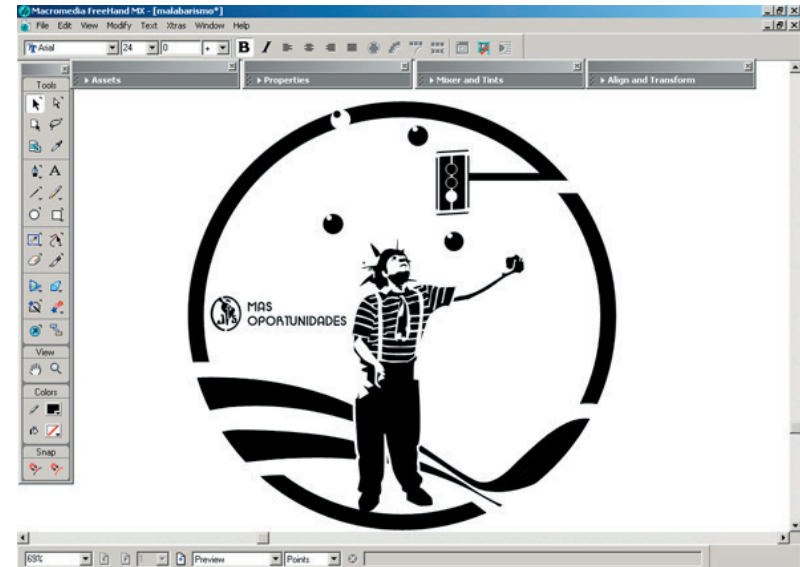 Macromedia FreeHand MX - [malabarismo*]
File Edit View Modify Text Xtras Window Help
Arial 24 0 + B I
Tools
Assets
Properties
Mixer and Tints
Align and Transform
A
MAS
OPORTUNIDADES
View
Colors
Snap
69% 1 Preview Points